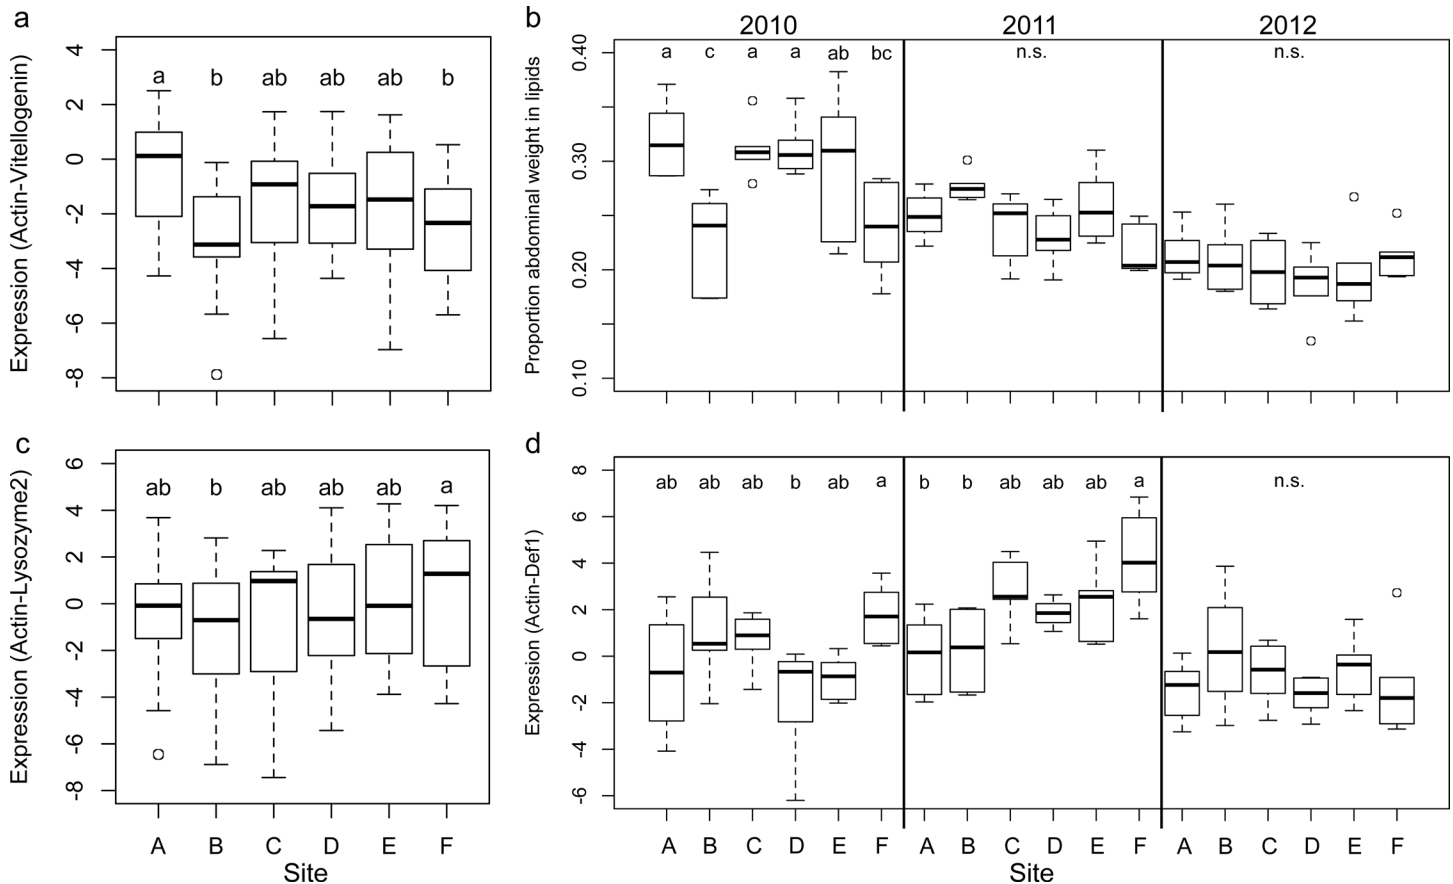 a
Expression (Actin-Vitellogenin)
4
2
0
-2
-4
-6
-8
a b ab ab ab b
b
2010 2011 2012
Proportion abdominal weight in lipids
0.40
0.30
0.20
0.10
a c a a ab bc
n.s.
n.s.
c
Expression (Actin-Lysozyme2)
6
4
2
0
-2
-4
-6
-8
ab b ab ab ab a
A B C D E F
Site
d
Expression (Actin-Def1)
8
6
4
2
0
-2
-4
-6
ab ab ab b ab a
b b ab ab ab a
n.s.
A B C D E F A B C D E F A B C D E F
Site